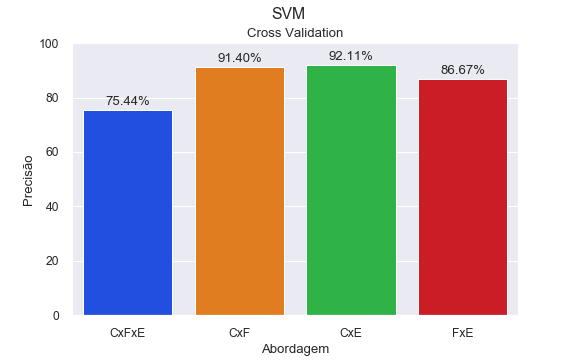 SVM
Cross Validation
100
80
60
40
20
0
Precisão
75.44%
91.40%
92.11%
86.67%
CxFxE
CxF
CxE
FxE
Abordagem